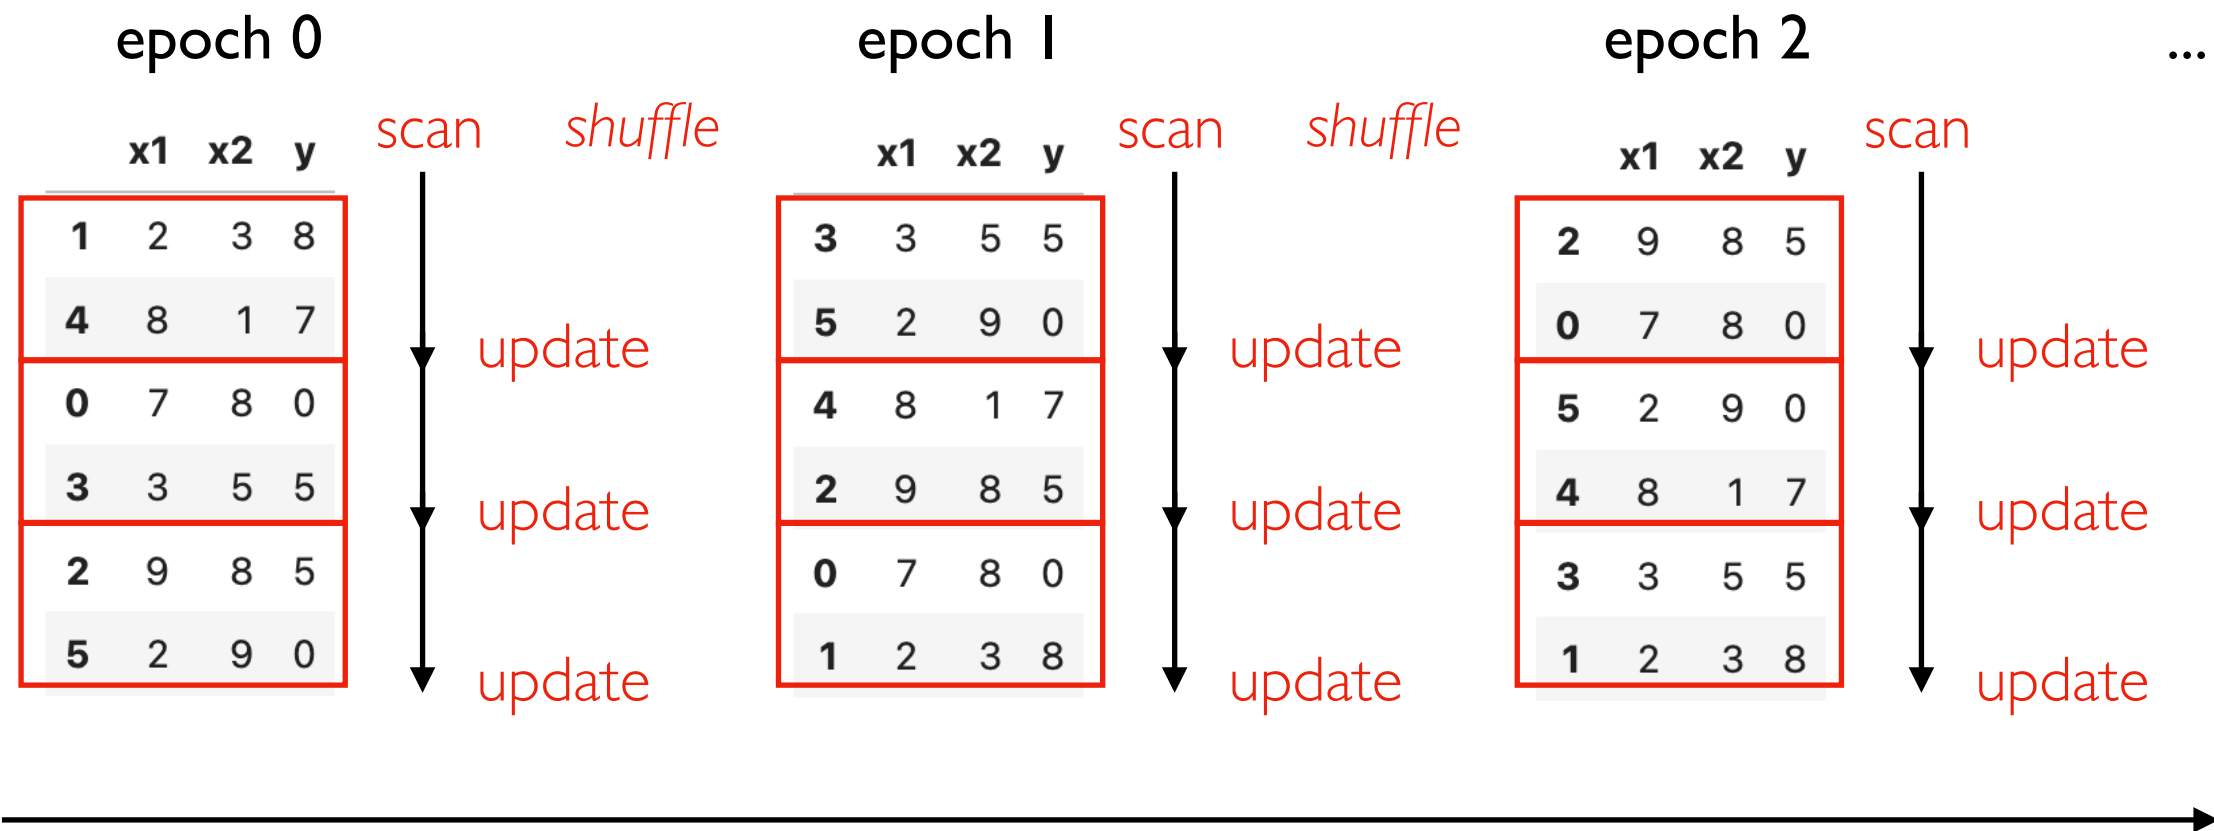 epoch 0
x1 x2 y
1 2 3 8
4 8 1 7
0 7 8 0
3 3 5 5
2 9 8 5
5 2 9 0
scan
update
update
update
shuffle
epoch 1
x1 x2 y
3 3 5 5
5 2 9 0
4 8 1 7
2 9 8 5
0 7 8 0
1 2 3 8
scan
update
update
update
shuffle
epoch 2
x1 x2 y
2 9 8 5
0 7 8 0
5 2 9 0
4 8 1 7
3 3 5 5
1 2 3 8
scan
update
update
update
...